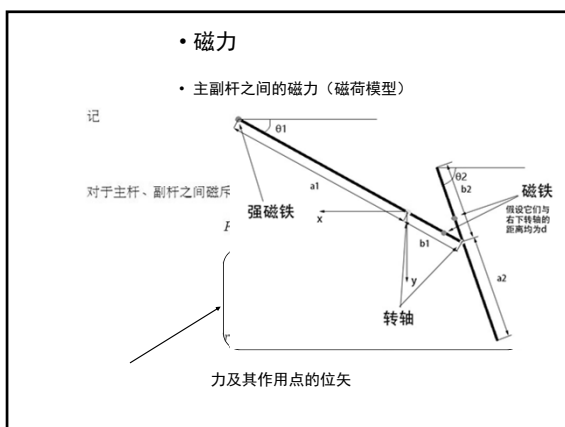 • 磁力
• 主副杆之间的磁力（磁荷模型）
记
θ1
a1
θ2
b2
对于主杆、副杆之间磁斥
强磁铁
磁铁
假设它们与
右下转轴的
距离均为d
x
b1
y
a2
转轴
力及其作用点的位矢